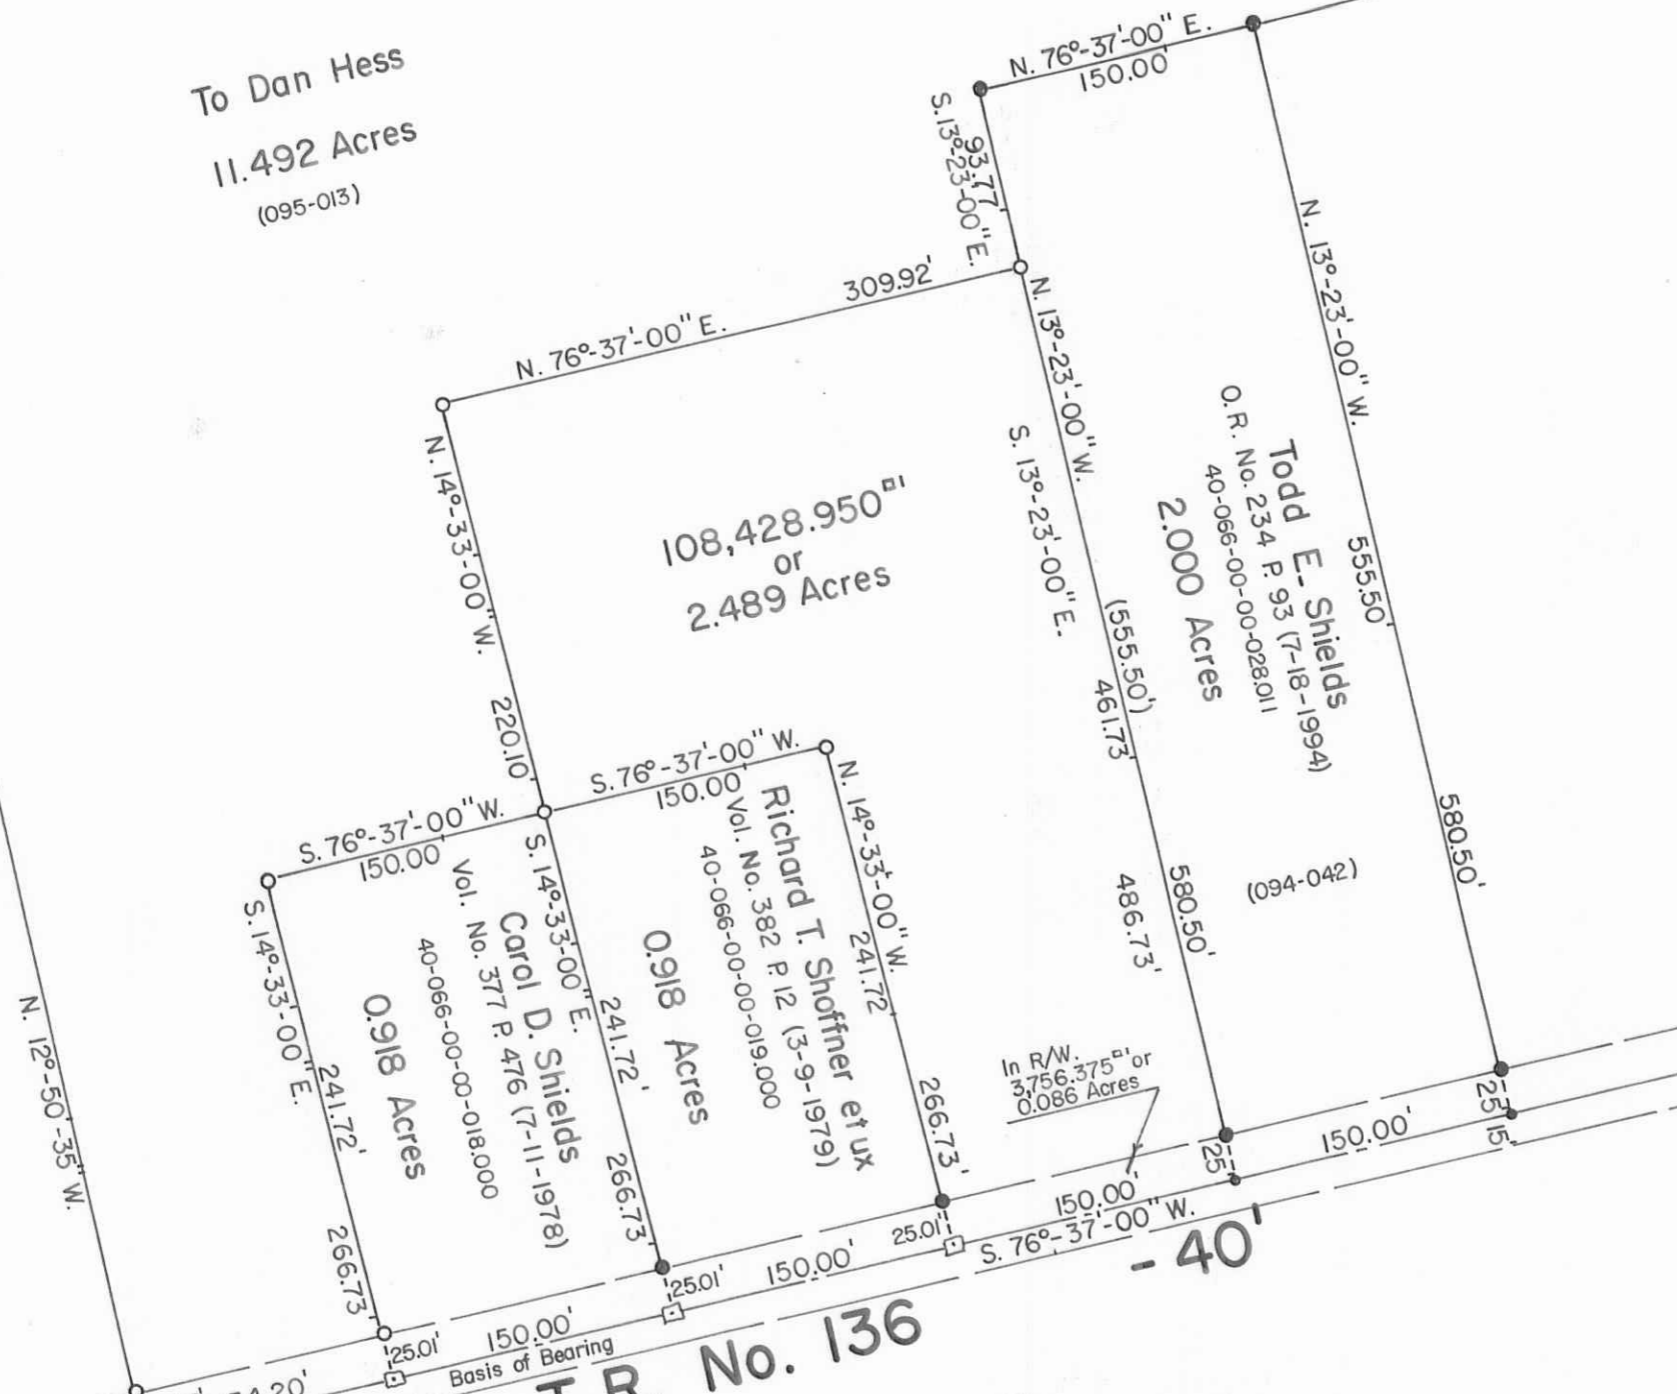 To Dan Hess
11.492 Acres
(095-013)
N. 76°-37'-00" E.
150.00'
S. 13°-23'-00" E.
93.77'
309.92'
N. 76°-37'-00" E.
N. 13°-23'-00" W.
S. 13°-23'-00" E.
(555.50')
461.73'
580.50'
486.73'
N. 13°-23'-00" W.
555.50'
580.50'
Todd E. Shields
O.R. No. 234 P. 93 (7-18-1994)
40-066-00-00-028.011
2.000 Acres
(094-042)
N. 14°-33'-00" W.
220.10'
108,428.950□'
or
2.489 Acres
S. 76°-37'-00" W.
150.00'
S. 76°-37'-00" W.
150.00'
N. 14°-33'-00" W.
241.72'
266.73'
Richard T. Shoffner et ux
Vol. No. 382 P. 12 (3-9-1979)
40-066-00-00-019.000
0.918 Acres
S. 14°-33'-00" E.
241.72'
266.73'
Carol D. Shields
Vol. No. 377 P. 476 (7-11-1978)
40-066-00-00-018.000
0.918 Acres
S. 14°-33'-00" E.
241.72'
266.73'
N. 12°-50'-35" W.
In R/W.
3,756.375□' or
0.086 Acres
25'
15'
150.00'
25'
150.00'
S. 76°-37'-00" W.
25.01'
150.00'
25.01'
150.00'
25.01'
Basis of Bearing
T.R. No. 136 - 40'